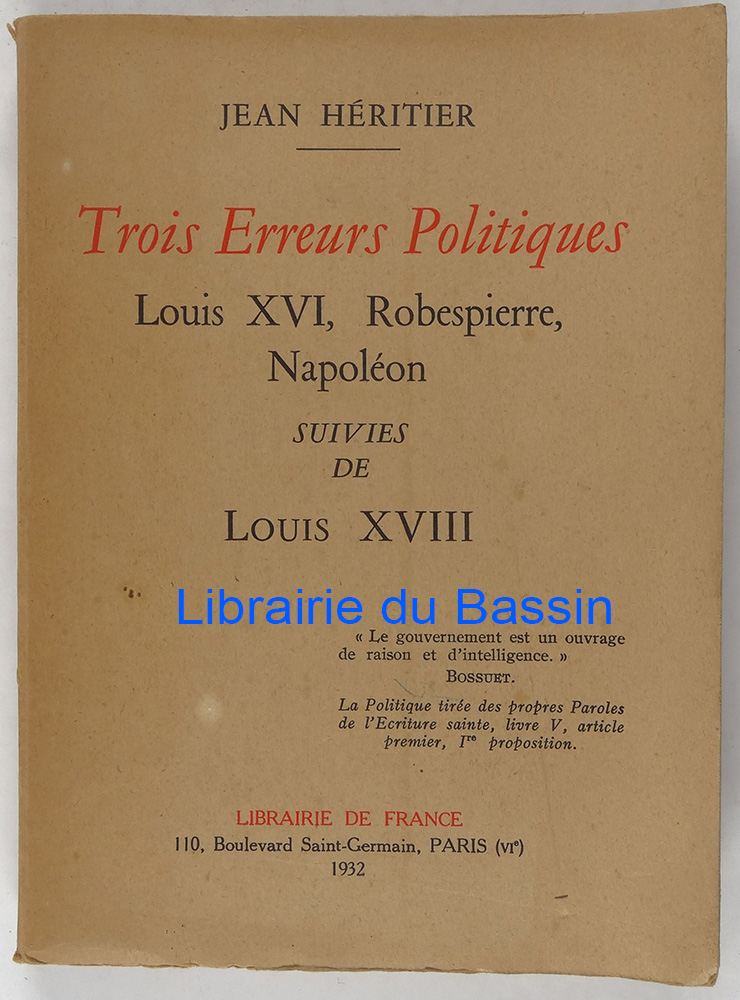 JEAN HÉRITIER
Trois Erreurs Politiques
Louis XVI, Robespierre,
Napoléon
SUIVIES
DE
LOUIS XVIII
Librairie du Bassin
« Le gouvernement est un ouvrage
de raison et d'intelligence. »
BOSSUET.
La Politique tirée des propres Paroles
de l'Ecriture sainte, livre V, article
premier, Ire proposition.
LIBRAIRIE DE FRANCE
110, Boulevard Saint-Germain, PARIS (VIe)
1932